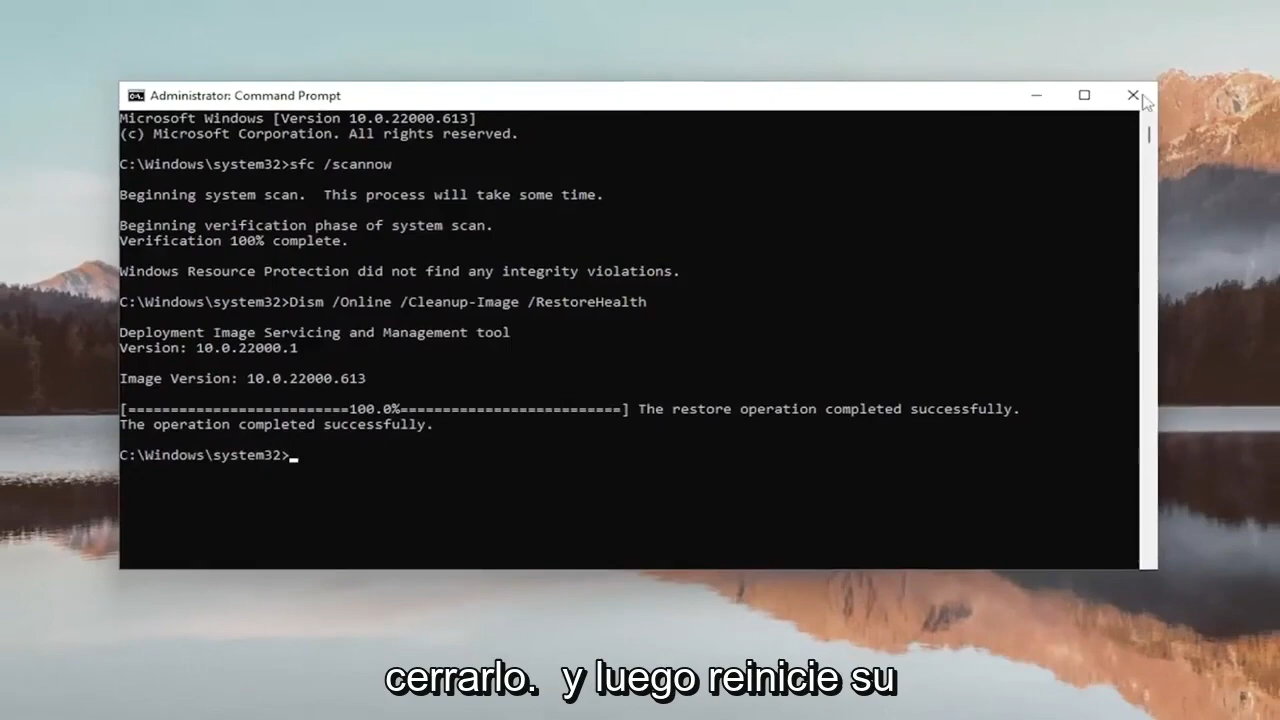 Administrator: Command Prompt
Microsoft Windows [Version 10.0.22000.613]
(c) Microsoft Corporation. All rights reserved.
C:\Windows\system32>sfc /scannow
Beginning system scan.  This process will take some time.
Beginning verification phase of system scan.
Verification 100% complete.
Windows Resource Protection did not find any integrity violations.
C:\Windows\system32>Dism /Online /Cleanup-Image /RestoreHealth
Deployment Image Servicing and Management tool
Version: 10.0.22000.1
Image Version: 10.0.22000.613
[==========================100.0%==========================] The restore operation completed successfully.
The operation completed successfully.
C:\Windows\system32>
cerrarlo.  y luego reinicie su